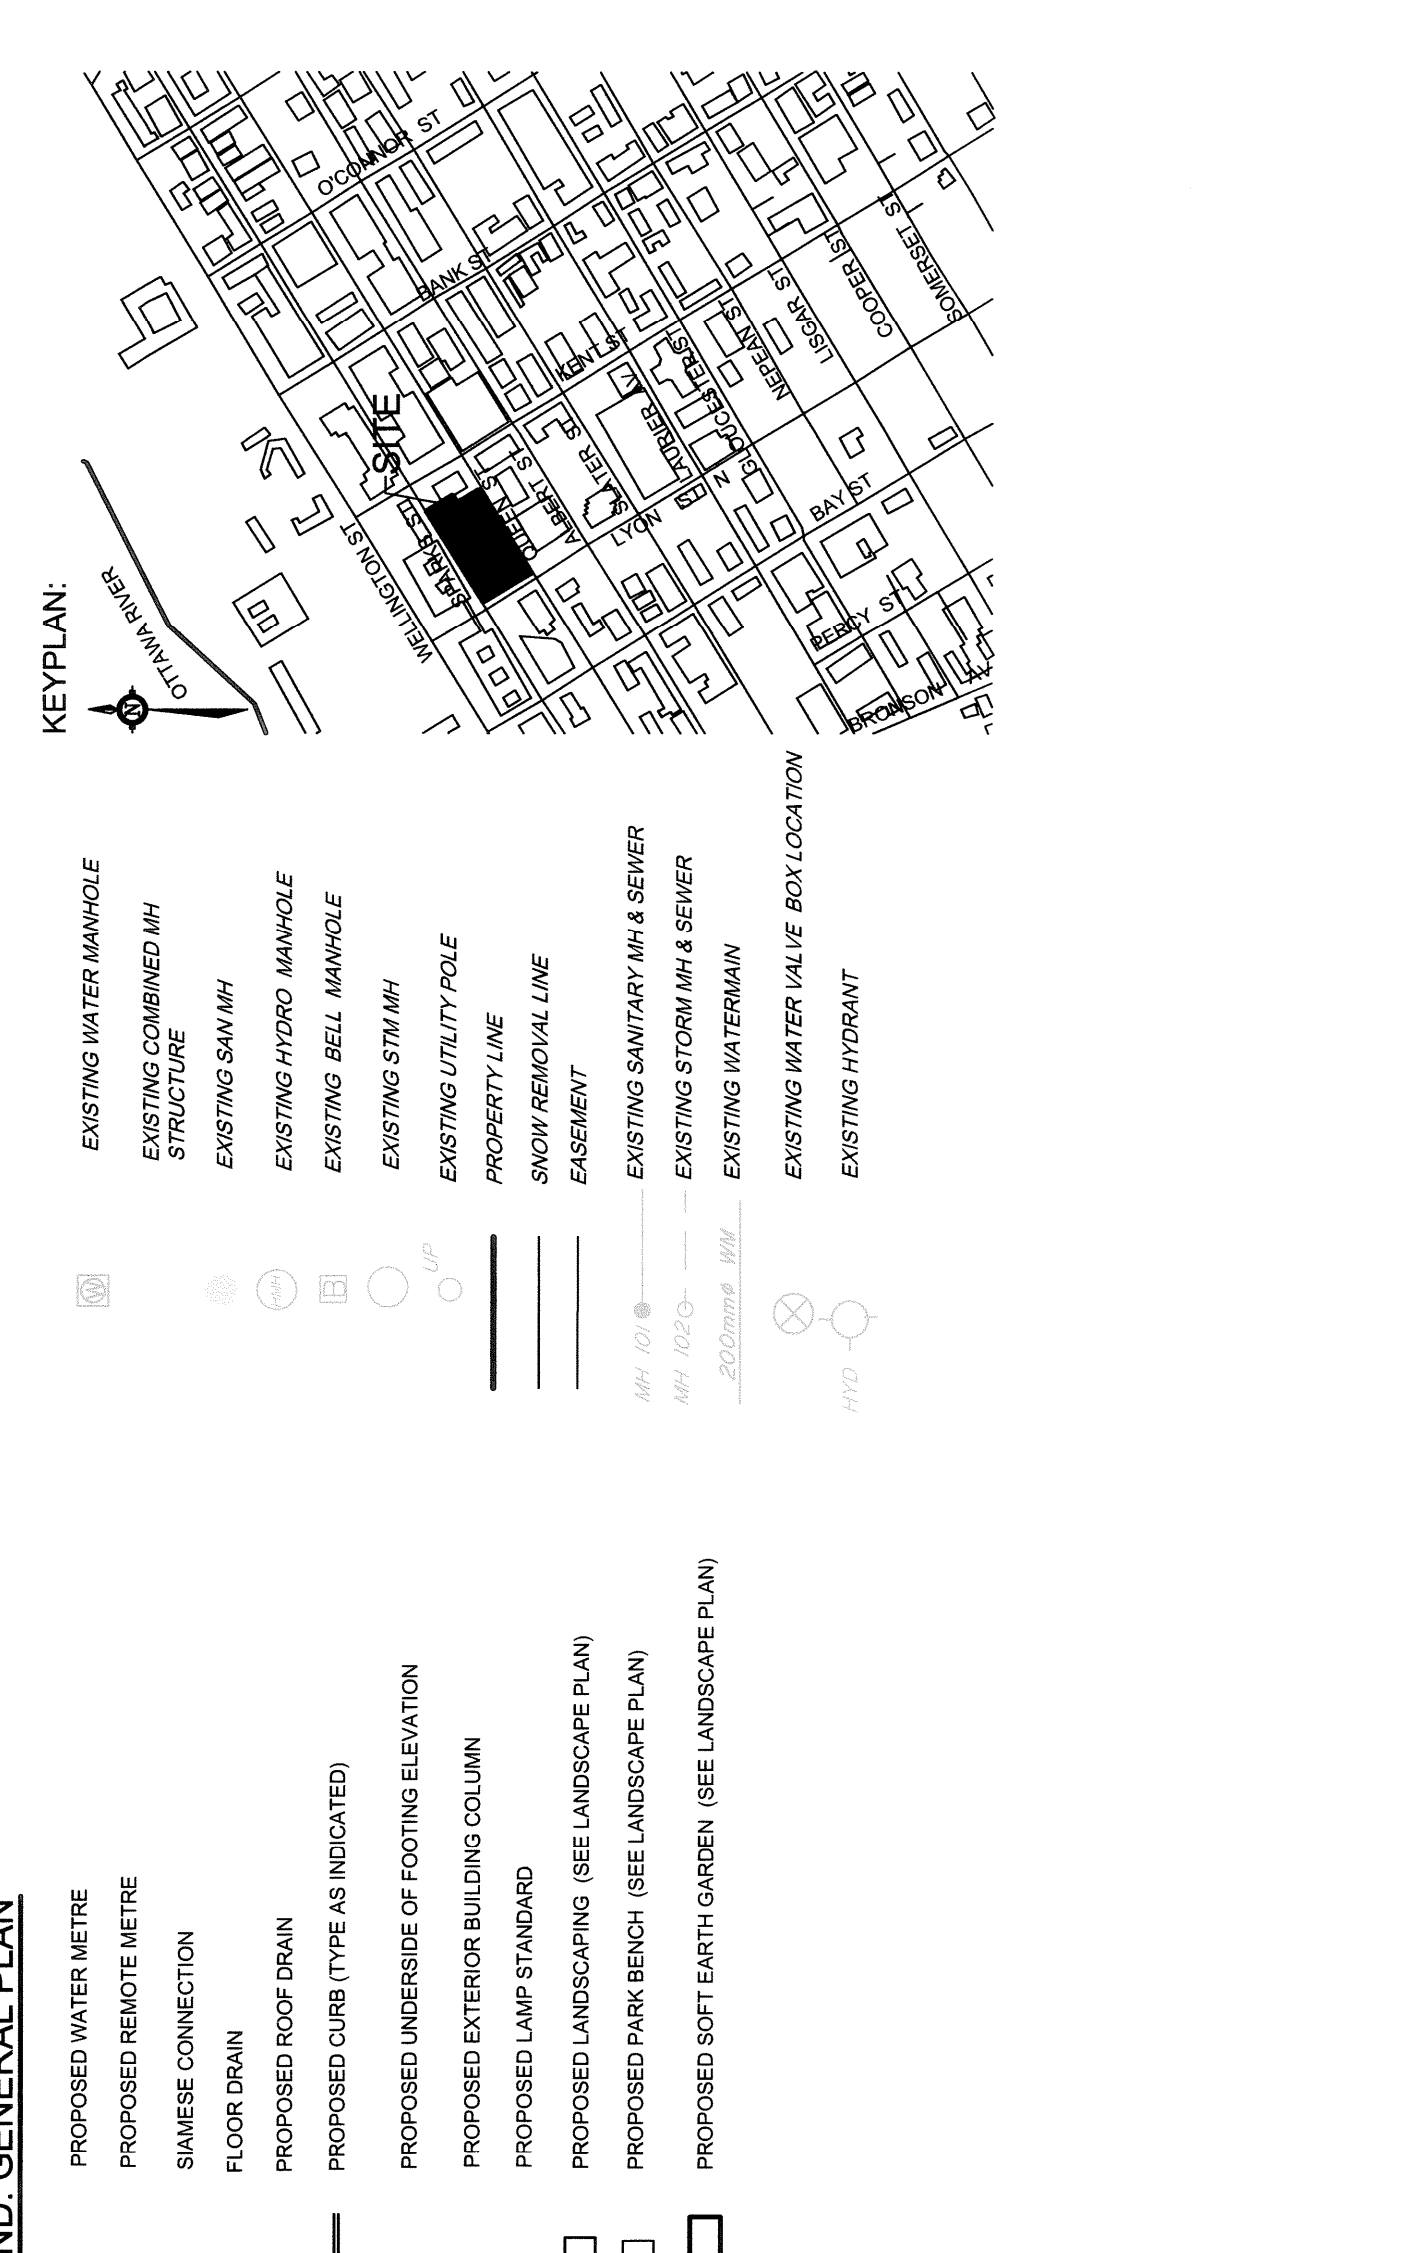 ND: GENERAL PLAN
PROPOSED WATER METRE
PROPOSED REMOTE METRE
SIAMESE CONNECTION
FLOOR DRAIN
PROPOSED ROOF DRAIN
PROPOSED CURB (TYPE AS INDICATED)
PROPOSED UNDERSIDE OF FOOTING ELEVATION
PROPOSED EXTERIOR BUILDING COLUMN
PROPOSED LAMP STANDARD
PROPOSED LANDSCAPING (SEE LANDSCAPE PLAN)
PROPOSED PARK BENCH (SEE LANDSCAPE PLAN)
PROPOSED SOFT EARTH GARDEN (SEE LANDSCAPE PLAN)
W EXISTING WATER MANHOLE
EXISTING COMBINED MH
STRUCTURE
EXISTING SAN MH
HMH EXISTING HYDRO MANHOLE
B EXISTING BELL MANHOLE
EXISTING STM MH
UP EXISTING UTILITY POLE
PROPERTY LINE
SNOW REMOVAL LINE
EASEMENT
MH 101 EXISTING SANITARY MH & SEWER
MH 102 EXISTING STORM MH & SEWER
200mmø WM EXISTING WATERMAIN
EXISTING WATER VALVE BOX LOCATION
HYD EXISTING HYDRANT
KEYPLAN:
N
OTTAWA RIVER
WELLINGTON ST
SPARKS ST
SITE
QUEEN ST
ALBERT ST
SLATER ST
LAURIER AV
GLOUCESTER ST
NEPEAN ST
LISGAR ST
COOPER ST
SOMERSET ST
O'CONNOR ST
BANK ST
KENT ST
LYON S N
BAY ST
PERCY ST
BRONSON AV